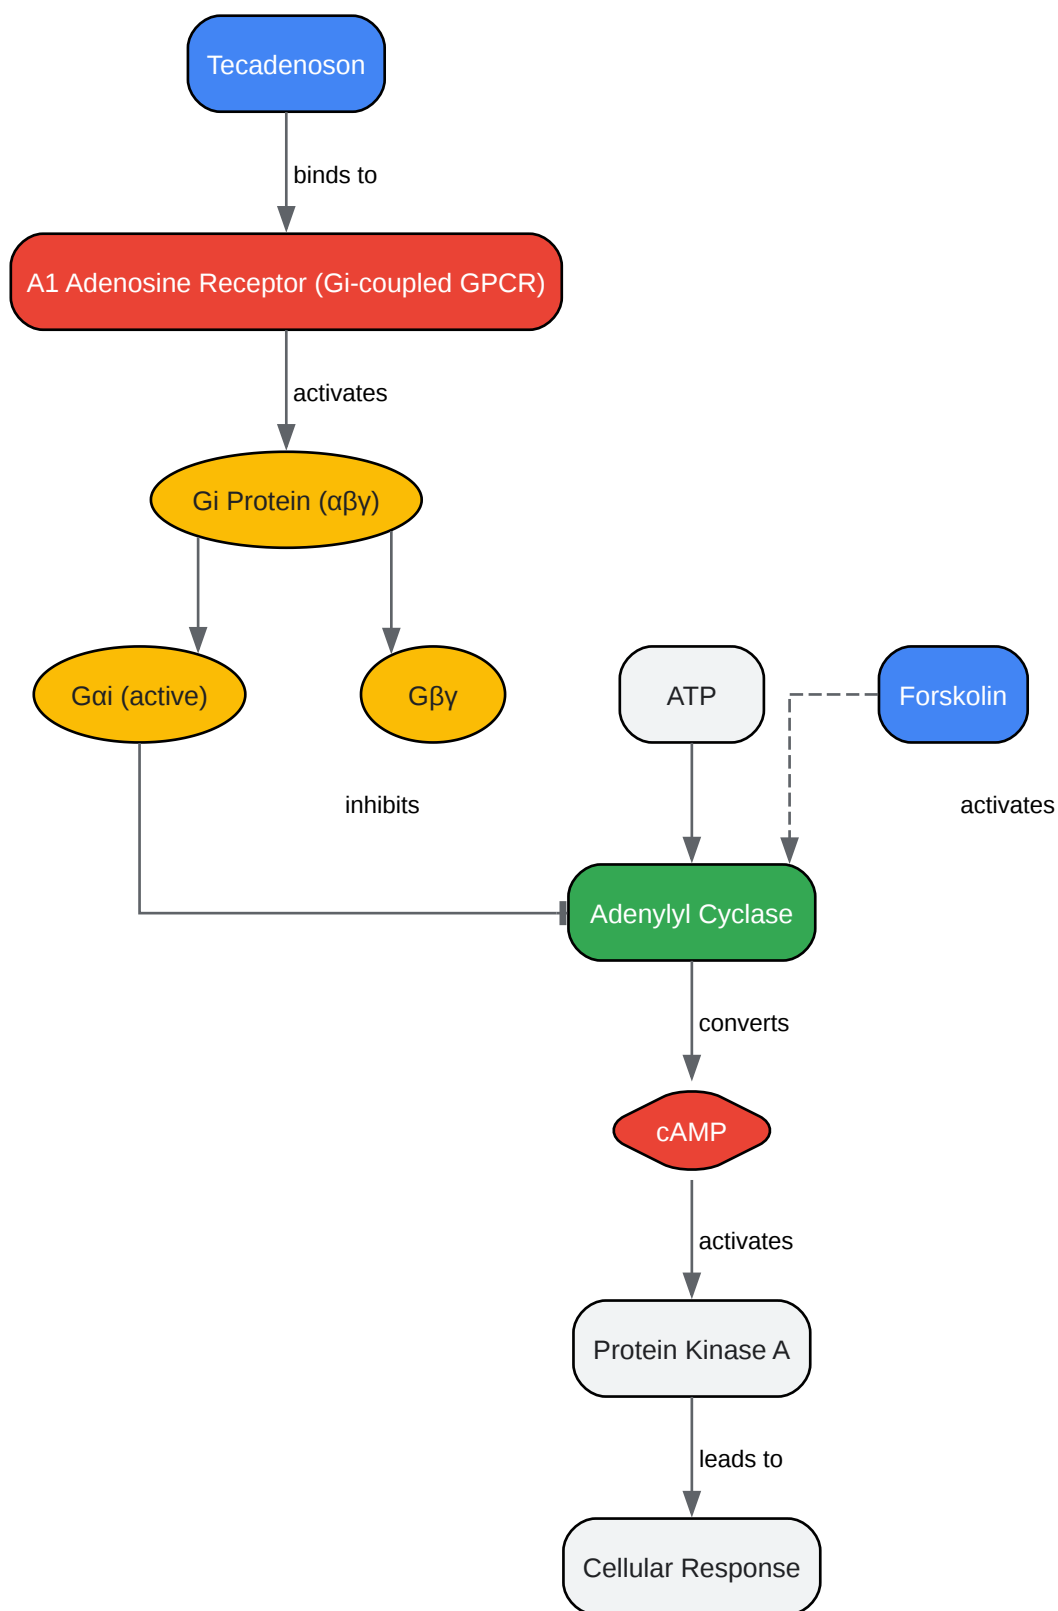 Tecadenoson
binds to
A1 Adenosine Receptor (Gi-coupled GPCR)
activates
Gi Protein (αβγ)
Gαi (active)
Gβγ
ATP
Forskolin
inhibits
activates
Adenylyl Cyclase
converts
cAMP
activates
Protein Kinase A
leads to
Cellular Response